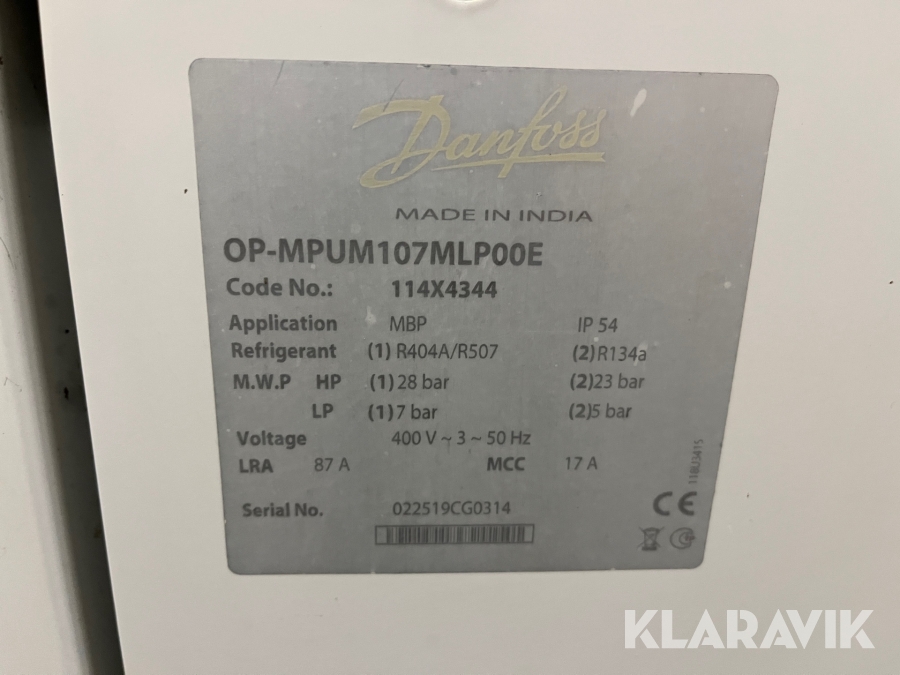 Danfoss
MADE IN INDIA
OP-MPUM107MLP00E
Code No.: 114X4344
Application MBP IP 54
Refrigerant (1) R404A/R507 (2) R134a
M.W.P HP (1) 28 bar (2) 23 bar
LP (1) 7 bar (2) 5 bar
Voltage 400 V ~ 3 ~ 50 Hz
LRA 87 A MCC 17 A
118U3415
Serial No. 022519CG0314
CE
KLARAVIK